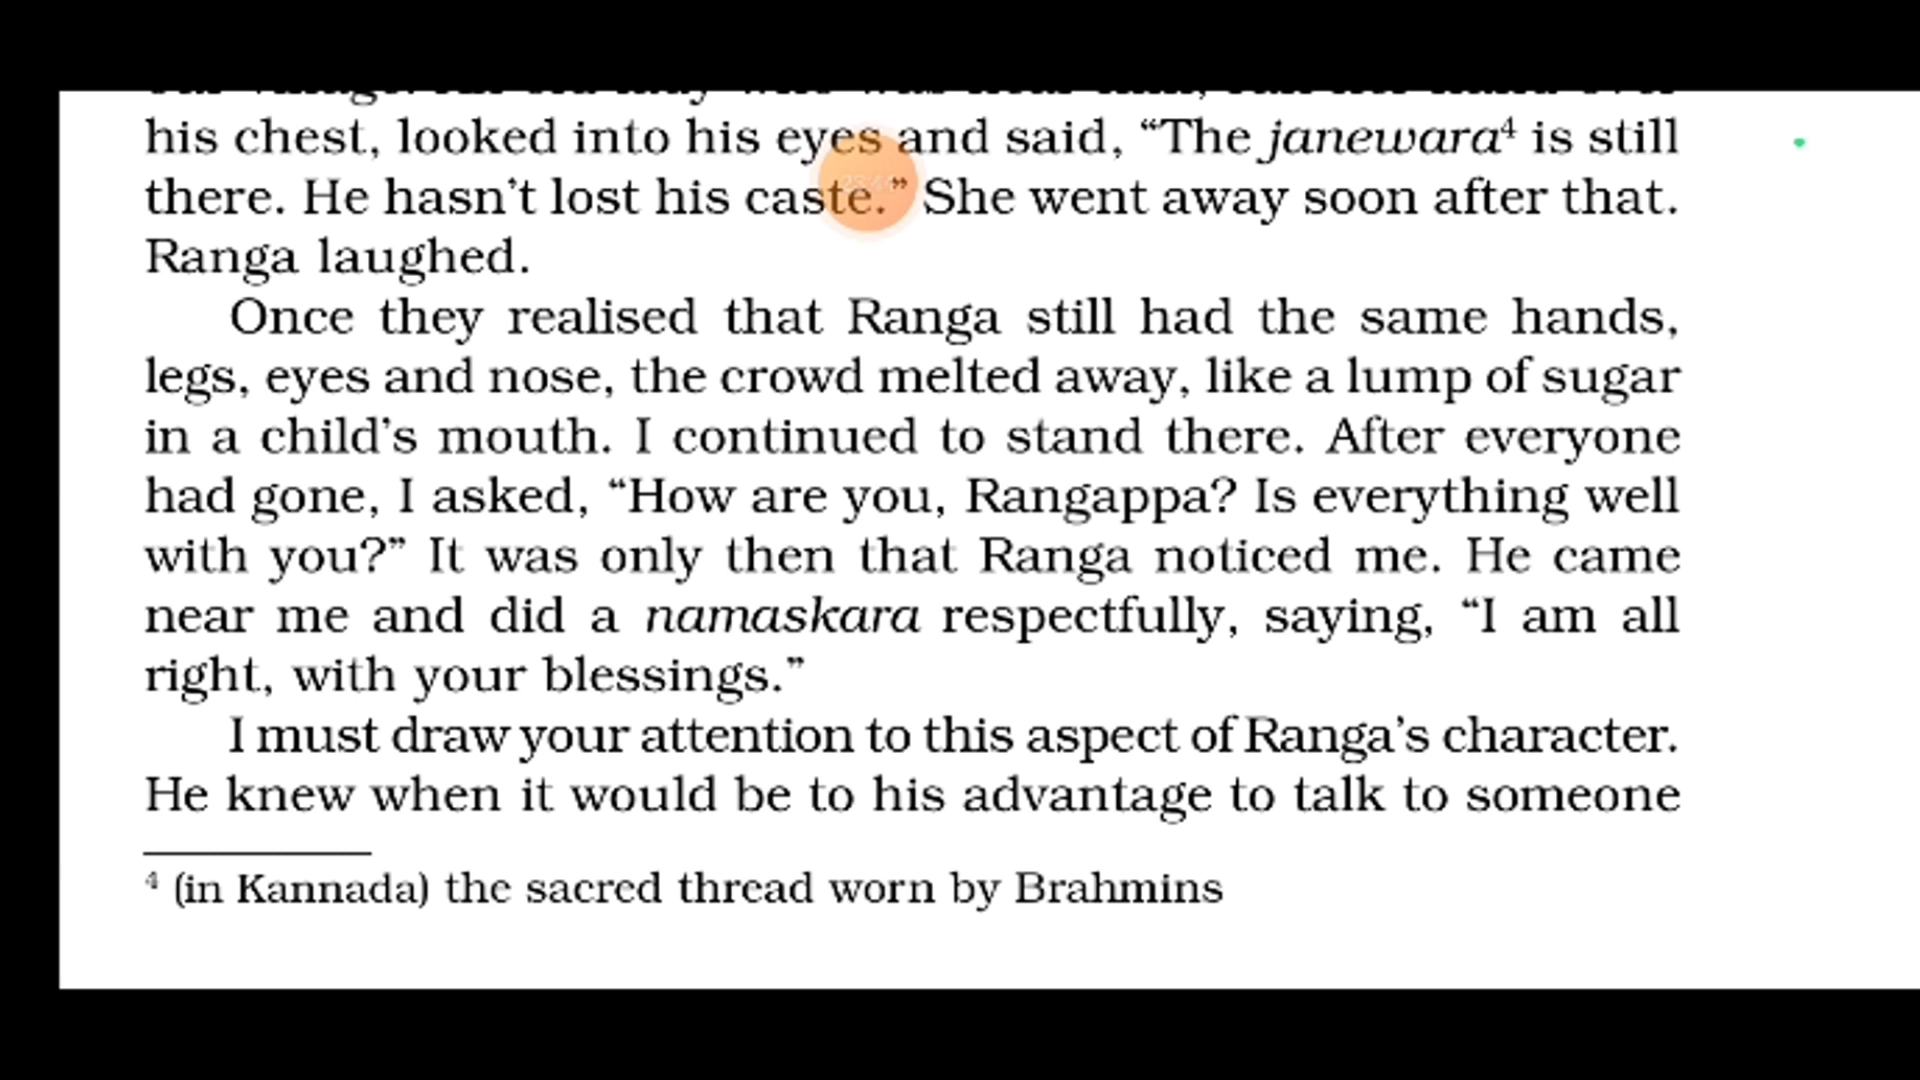 his chest, looked into his eyes and said, “The janewara⁴ is still
there. He hasn’t lost his caste.” She went away soon after that.
Ranga laughed.
Once they realised that Ranga still had the same hands,
legs, eyes and nose, the crowd melted away, like a lump of sugar
in a child’s mouth. I continued to stand there. After everyone
had gone, I asked, “How are you, Rangappa? Is everything well
with you?” It was only then that Ranga noticed me. He came
near me and did a namaskara respectfully, saying, “I am all
right, with your blessings.”
I must draw your attention to this aspect of Ranga’s character.
He knew when it would be to his advantage to talk to someone
⁴ (in Kannada) the sacred thread worn by Brahmins